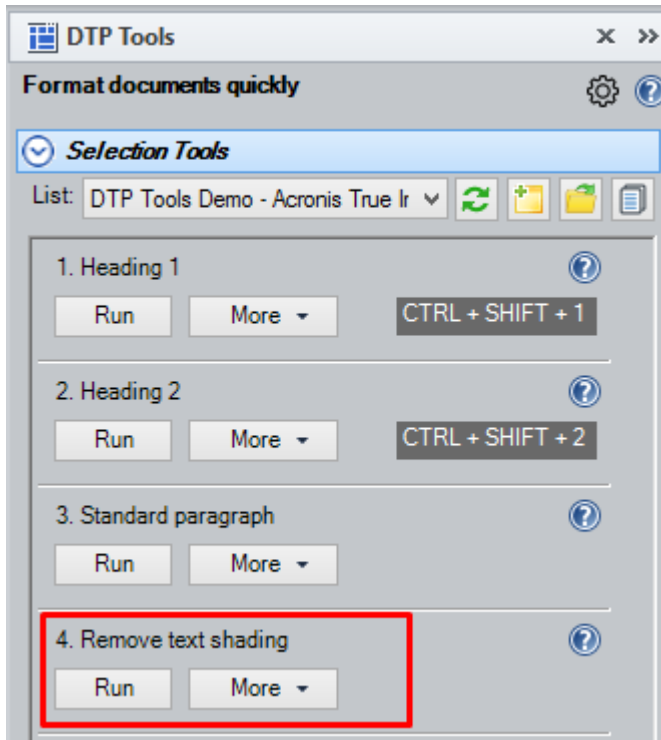 DTP Tools
Format documents quickly
Selection Tools
List: DTP Tools Demo - Acronis True Ir
1. Heading 1
Run More CTRL + SHIFT + 1
2. Heading 2
Run More CTRL + SHIFT + 2
3. Standard paragraph
Run More
4. Remove text shading
Run More